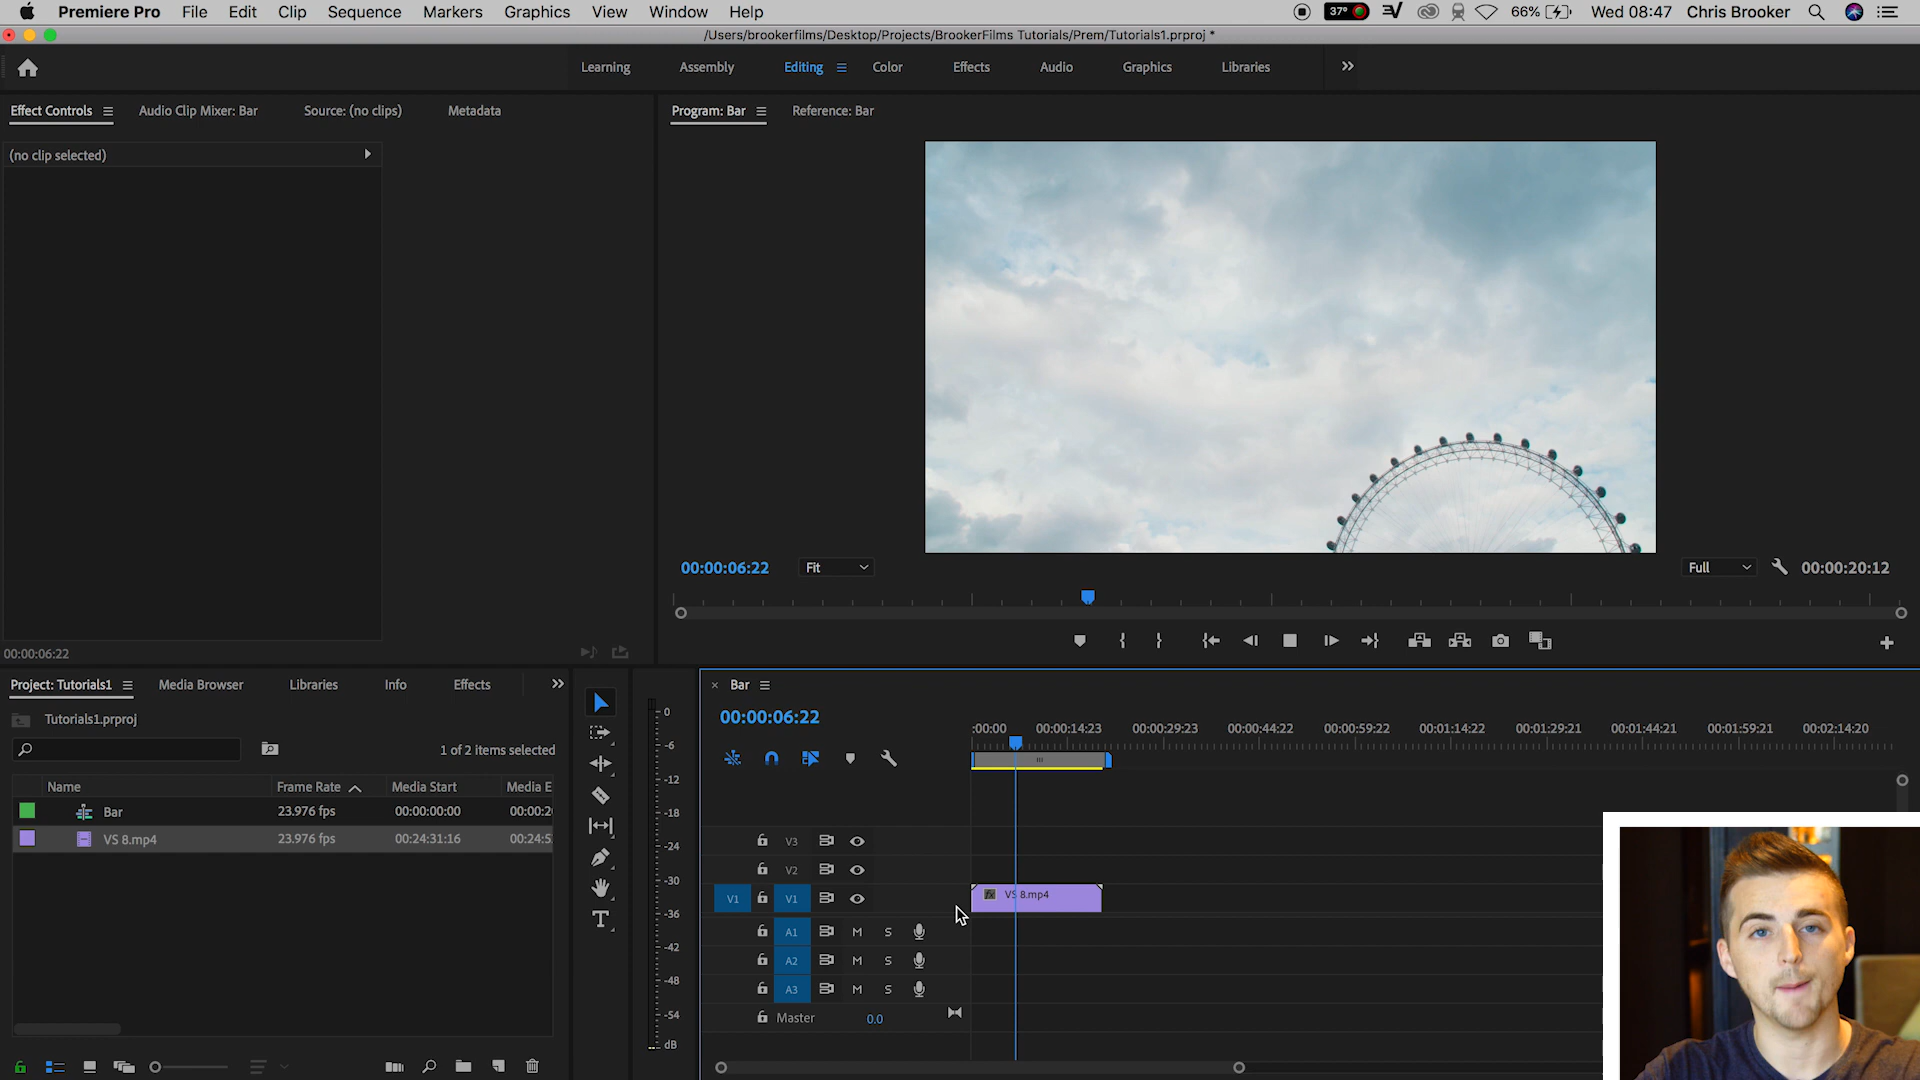 Premiere Pro File Edit Clip Sequence Markers Graphics View Window Help 37° 66% Wed 08:47 Chris Brooker
/Users/brookerfilms/Desktop/Projects/BrookerFilms Tutorials/Prem/Tutorials1.prproj *
Learning Assembly Editing Color Effects Audio Graphics Libraries
Effect Controls Audio Clip Mixer: Bar Source: (no clips) Metadata
Program: Bar Reference: Bar
(no clip selected)
00:00:06:22 Fit Full 00:00:20:12
00:00:06:22
Project: Tutorials1 Media Browser Libraries Info Effects
Tutorials1.prproj
1 of 2 items selected
Name Frame Rate Media Start Media E
Bar 23.976 fps 00:00:00:00 00:00:2
VS 8.mp4 23.976 fps 00:24:31:16 00:24:5
0
-6
-12
-18
-24
-30
-36
-42
-48
-54
dB
Bar
00:00:06:22
:00:00 00:00:14:23 00:00:29:23 00:00:44:22 00:00:59:22 00:01:14:22 00:01:29:21 00:01:44:21 00:01:59:21 00:02:14:20
V3
V2
V1 V1 fx VS 8.mp4
A1 M S
A2 M S
A3 M S
Master 0.0